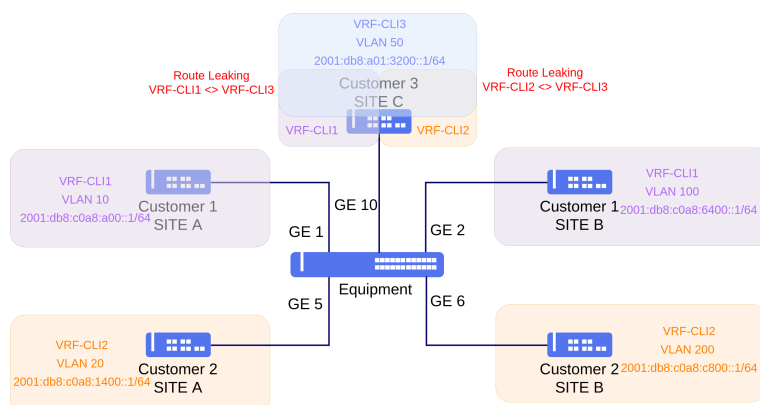 VRF-CLI3
VLAN 50
2001:db8:a01:3200::1/64
Route Leaking
VRF-CLI1 <> VRF-CLI3
Route Leaking
VRF-CLI2 <> VRF-CLI3
Customer 3
SITE C
VRF-CLI1
VRF-CLI2
VRF-CLI1
VLAN 10
2001:db8:c0a8:a00::1/64
Customer 1
SITE A
GE 10
GE 1
GE 2
VRF-CLI1
VLAN 100
2001:db8:c0a8:6400::1/64
Customer 1
SITE B
Equipment
GE 5
GE 6
VRF-CLI2
VLAN 20
2001:db8:c0a8:1400::1/64
Customer 2
SITE A
VRF-CLI2
VLAN 200
2001:db8:c0a8:c800::1/64
Customer 2
SITE B